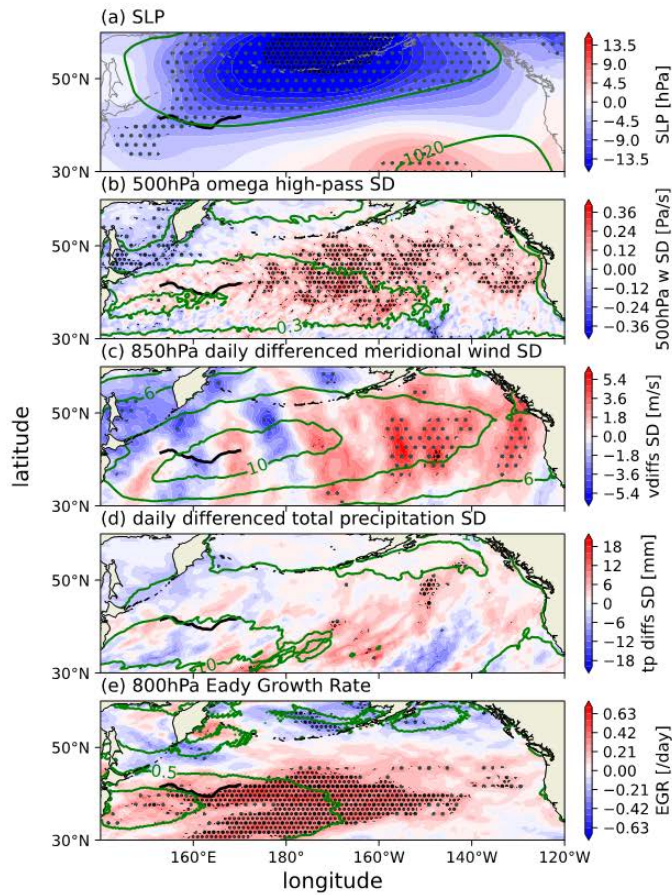 (a) SLP
50°N
30°N
1020
13.5
9.0
4.5
0.0
−4.5
−9.0
−13.5
SLP [hPa]
(b) 500hPa omega high-pass SD
50°N
30°N
0.3
0.3
0.36
0.24
0.12
0.00
−0.12
−0.24
−0.36
500hPa w SD [Pa/s]
(c) 850hPa daily differenced meridional wind SD
50°N
30°N
6
10
6
5.4
3.6
1.8
0.0
−1.8
−3.6
−5.4
vdiffs SD [m/s]
(d) daily differenced total precipitation SD
50°N
30°N
10
18
12
6
0
−6
−12
−18
tp diffs SD [mm]
(e) 800hPa Eady Growth Rate
50°N
30°N
0.5
0.63
0.42
0.21
0.00
−0.21
−0.42
−0.63
EGR [/day]
160°E
180°
160°W
140°W
120°W
longitude
latitude